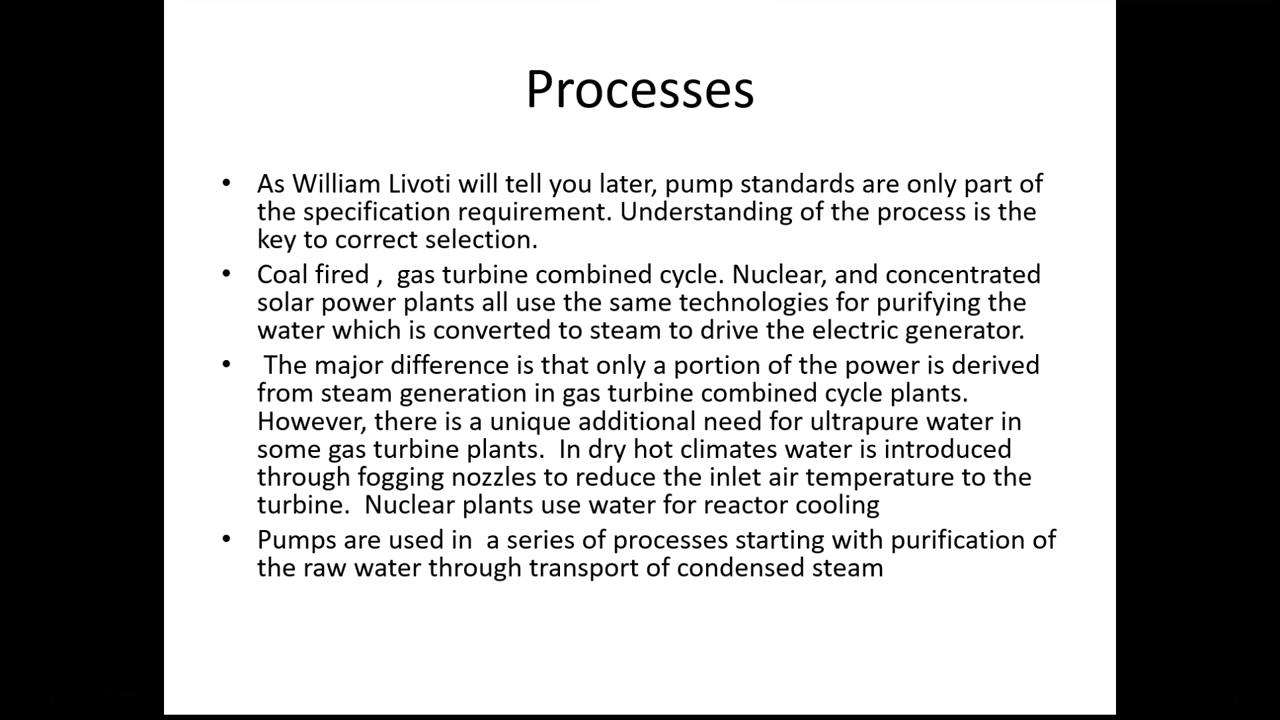 Processes
• As William Livoti will tell you later, pump standards are only part of
the specification requirement. Understanding of the process is the
key to correct selection.
• Coal fired ,  gas turbine combined cycle. Nuclear, and concentrated
solar power plants all use the same technologies for purifying the
water which is converted to steam to drive the electric generator.
•  The major difference is that only a portion of the power is derived
from steam generation in gas turbine combined cycle plants.
However, there is a unique additional need for ultrapure water in
some gas turbine plants.  In dry hot climates water is introduced
through fogging nozzles to reduce the inlet air temperature to the
turbine.  Nuclear plants use water for reactor cooling
• Pumps are used in  a series of processes starting with purification of
the raw water through transport of condensed steam